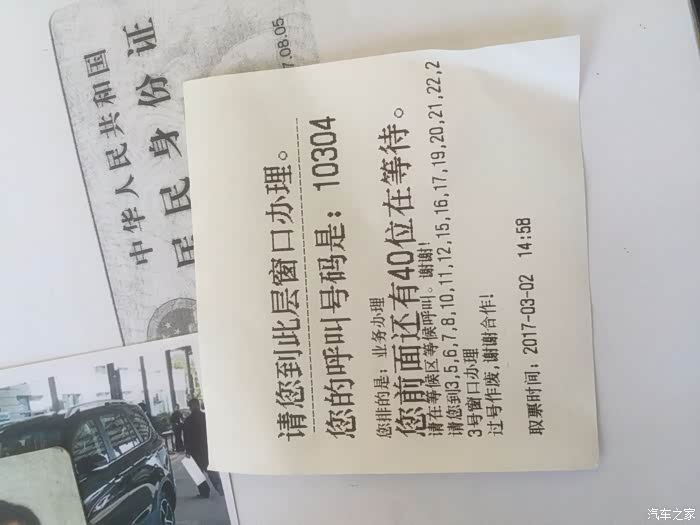 中华人民共和国
居民身份证
7.08.05
请您到此层窗口办理。
您的呼叫号码是：10304
您排的是：业务办理
您前面还有40位在等待。
请在等候区等候呼叫。谢谢！
请您到3,5,6,7,8,10,11,12,15,16,17,19,20,21,22,2
3号窗口办理
过号作废,谢谢合作!
取票时间：2017-03-02 14:58
汽车之家